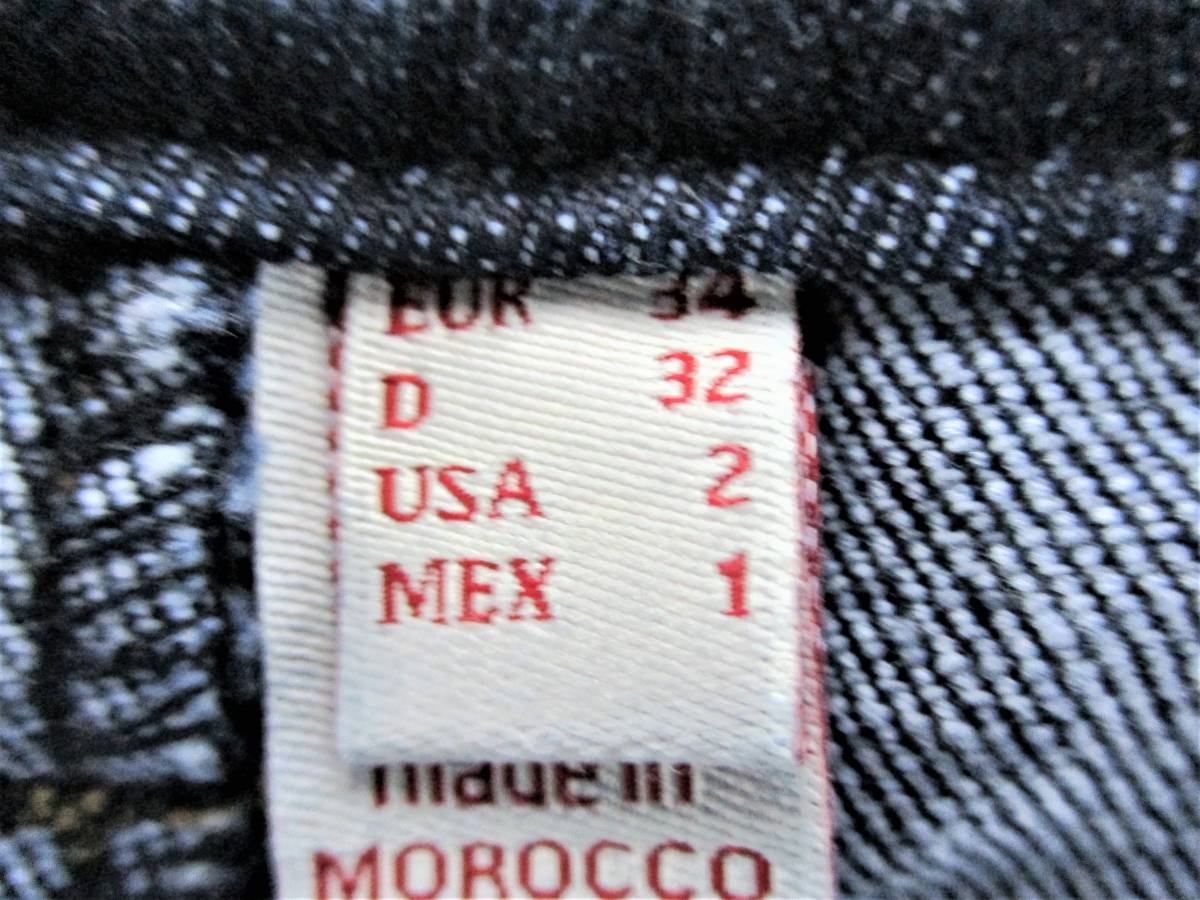 EUR 34
D 32
USA 2
MEX 1
made in
MOROCCO